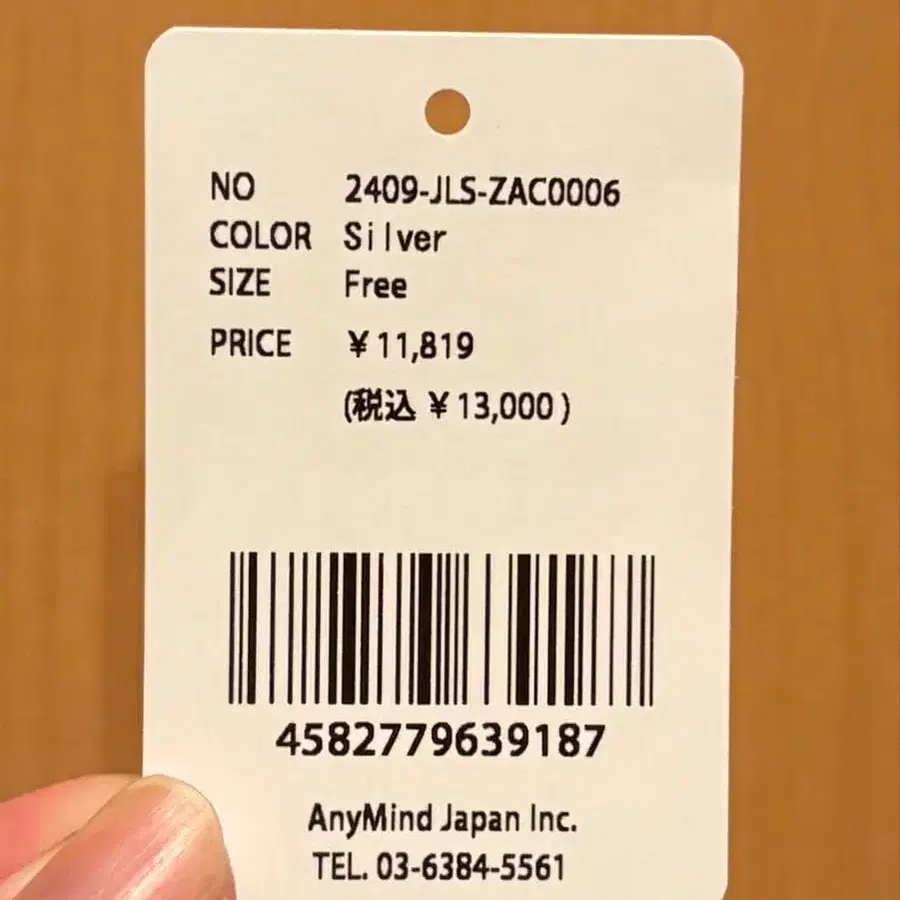 NO 2409-JLS-ZAC0006
COLOR Silver
SIZE Free
PRICE ¥11,819
(税込 ¥13,000)
4582779639187
AnyMind Japan Inc.
TEL. 03-6384-5561